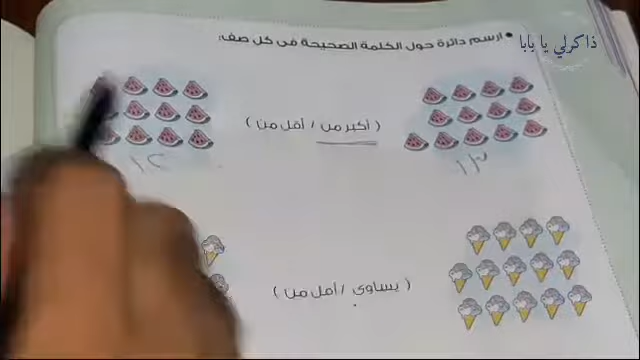 ذاكرلي يا بابا
• ارسم دائرة حول الكلمة الصحيحة في كل صف:
( أكبر من / أقل من )
١٣
١٢
( يساوي / أقل من )